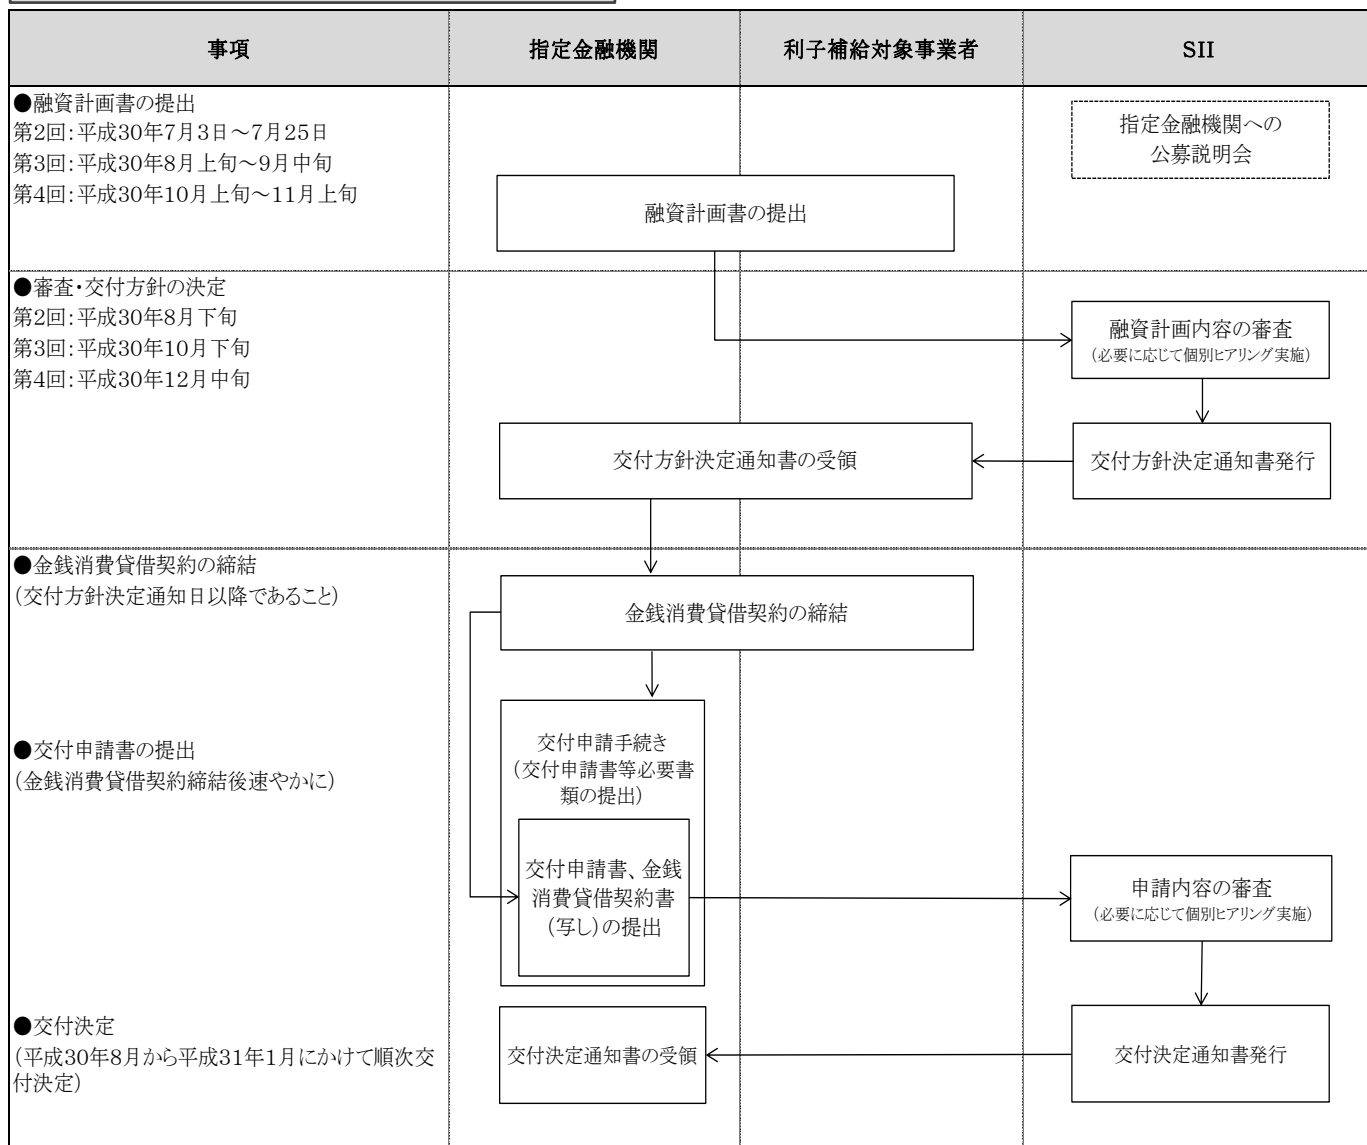 事項
指定金融機関
利子補給対象事業者
SII
●融資計画書の提出
第2回:平成30年7月3日～7月25日
第3回:平成30年8月上旬～9月中旬
第4回:平成30年10月上旬～11月上旬
指定金融機関への
公募説明会
融資計画書の提出
●審査・交付方針の決定
第2回:平成30年8月下旬
第3回:平成30年10月下旬
第4回:平成30年12月中旬
融資計画内容の審査
(必要に応じて個別ヒアリング実施)
交付方針決定通知書の受領
交付方針決定通知書発行
●金銭消費貸借契約の締結
(交付方針決定通知日以降であること)
金銭消費貸借契約の締結
●交付申請書の提出
(金銭消費貸借契約締結後速やかに)
交付申請手続き
(交付申請書等必要書
類の提出)
交付申請書、金銭
消費貸借契約書
(写し)の提出
申請内容の審査
(必要に応じて個別ヒアリング実施)
●交付決定
(平成30年8月から平成31年1月にかけて順次交
付決定)
交付決定通知書の受領
交付決定通知書発行